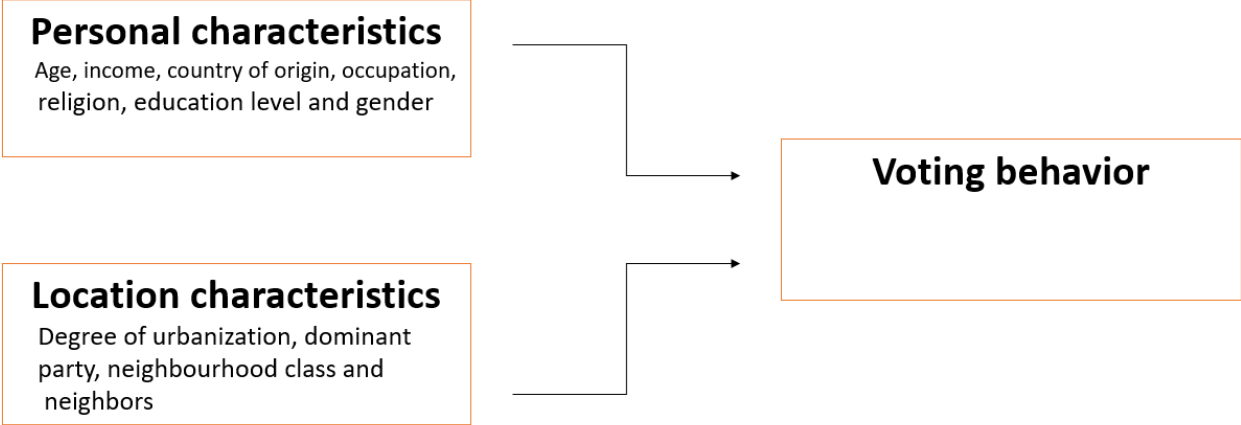 Personal characteristics
Age, income, country of origin, occupation,
religion, education level and gender
Voting behavior
Location characteristics
Degree of urbanization, dominant
party, neighbourhood class and
neighbors